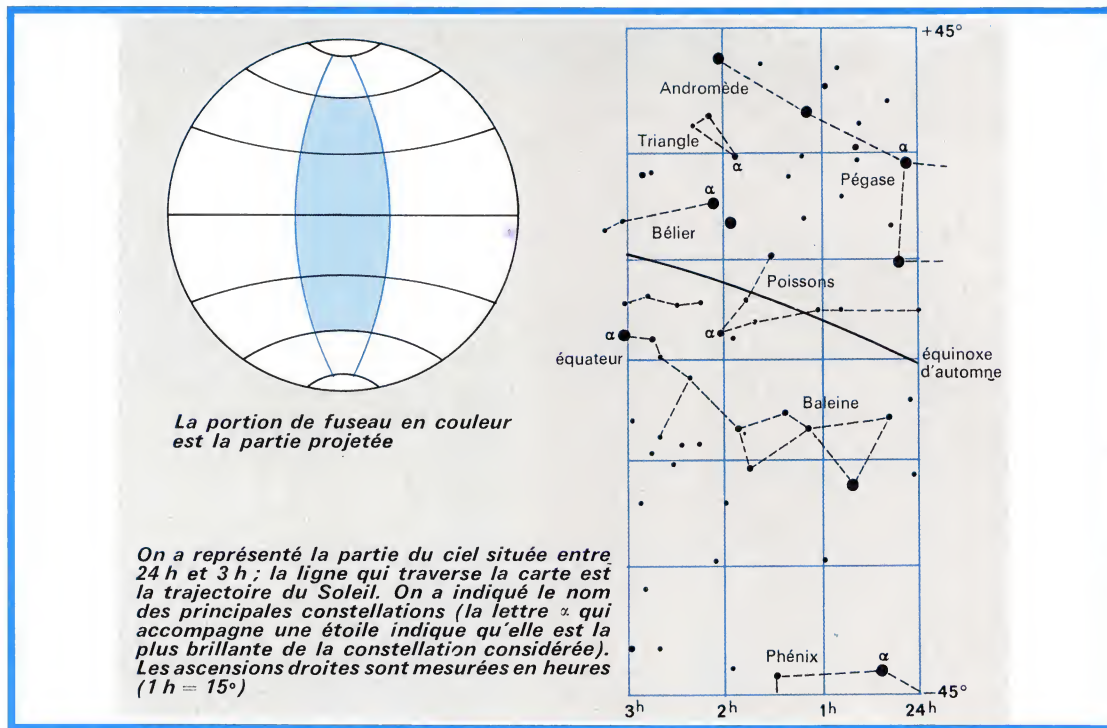 La portion de fuseau en couleur
est la partie projetée
On a représenté la partie du ciel située entre
24 h et 3 h ; la ligne qui traverse la carte est
la trajectoire du Soleil. On a indiqué le nom
des principales constellations (la lettre α qui
accompagne une étoile indique qu'elle est la
plus brillante de la constellation considérée).
Les ascensions droites sont mesurées en heures
(1 h = 15°)
+45°
Andromède
Triangle
α
α
Pégase
α
Bélier
Poissons
α
α
équateur
équinoxe
d'automne
Baleine
Phénix
α
−45°
3h
2h
1h
24h